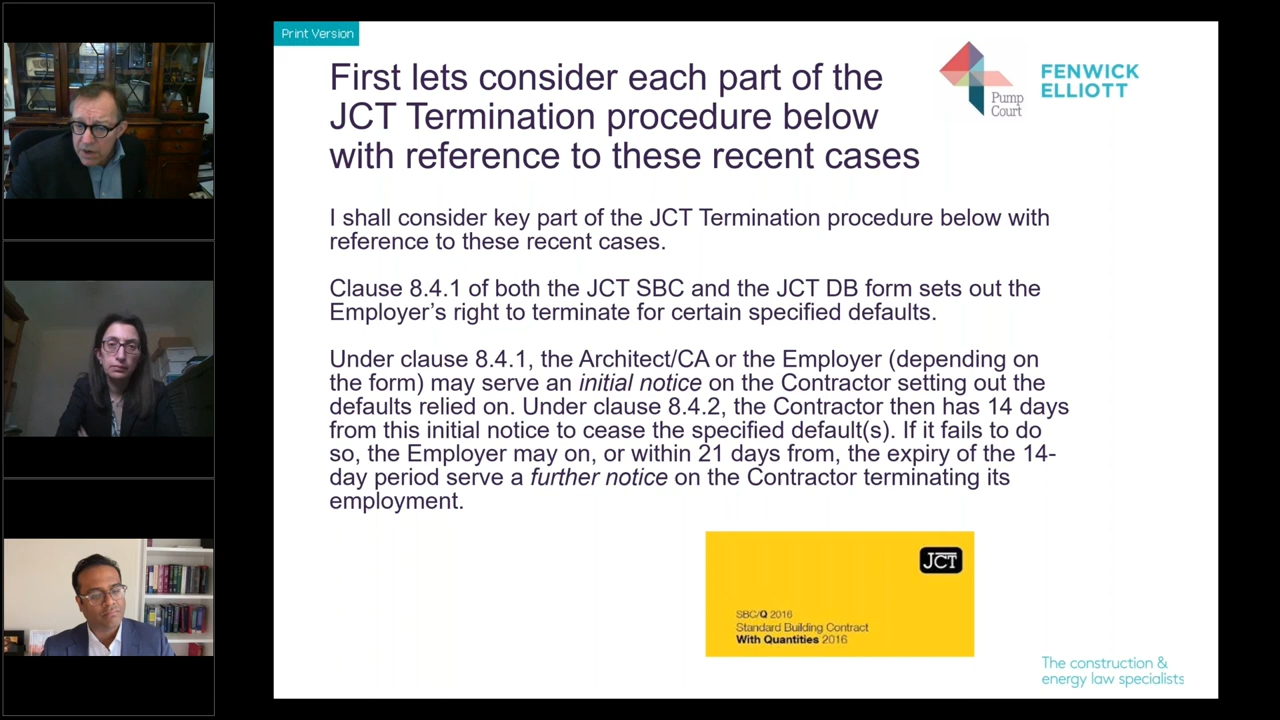 Print Version
First lets consider each part of the
JCT Termination procedure below
with reference to these recent cases
Pump
Court
FENWICK
ELLIOTT
I shall consider key part of the JCT Termination procedure below with
reference to these recent cases.
Clause 8.4.1 of both the JCT SBC and the JCT DB form sets out the
Employer’s right to terminate for certain specified defaults.
Under clause 8.4.1, the Architect/CA or the Employer (depending on
the form) may serve an initial notice on the Contractor setting out the
defaults relied on. Under clause 8.4.2, the Contractor then has 14 days
from this initial notice to cease the specified default(s). If it fails to do
so, the Employer may on, or within 21 days from, the expiry of the 14-
day period serve a further notice on the Contractor terminating its
employment.
JCT
SBC/Q 2016
Standard Building Contract
With Quantities 2016
The construction &
energy law specialists